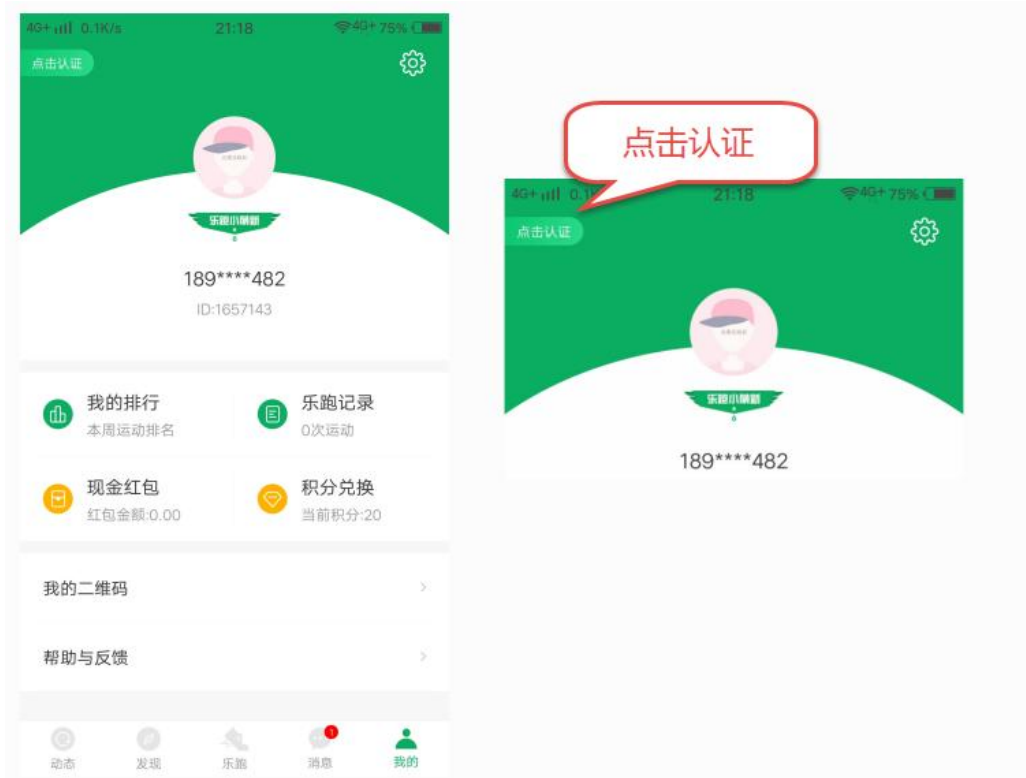 4G+ 0.1K/s 21:18 4G+ 75%
点击认证
乐跑小萌新
189****482
ID:1657143
我的排行
本周运动排名
乐跑记录
0次运动
现金红包
红包金额:0.00
积分兑换
当前积分:20
我的二维码
帮助与反馈
动态
发现
乐跑
1
消息
我的
点击认证
4G+ 0.1K 21:18 4G+ 75%
点击认证
乐跑小萌新
189****482